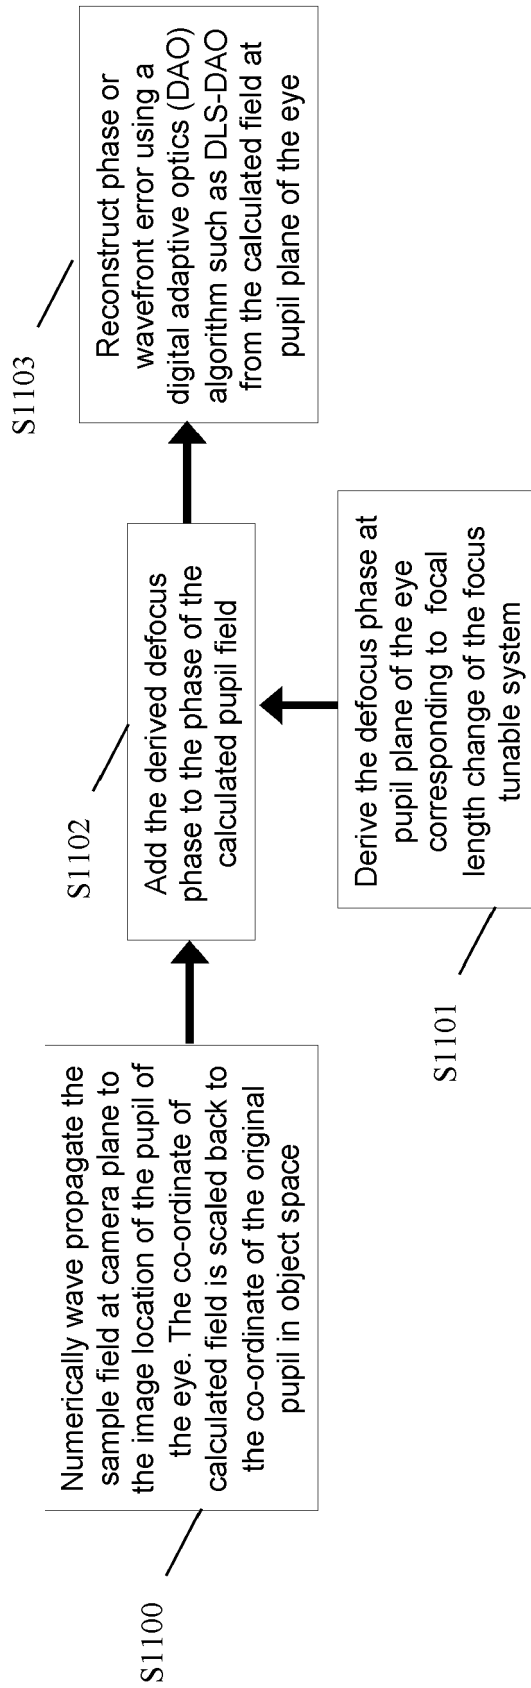 S1100
Numerically wave propagate the
sample field at camera plane to
the image location of the pupil of
the eye. The co-ordinate of
calculated field is scaled back to
the co-ordinate of the original
pupil in object space
S1101
Derive the defocus phase at
pupil plane of the eye
corresponding to focal
length change of the focus
tunable system
S1102
Add the derived defocus
phase to the phase of the
calculated pupil field
S1103
Reconstruct phase or
wavefront error using a
digital adaptive optics (DAO)
algorithm such as DLS-DAO
from the calculated field at
pupil plane of the eye